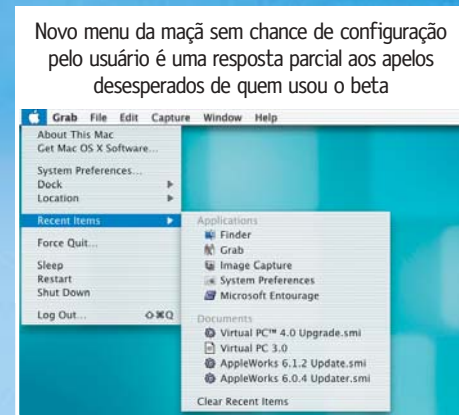 Novo menu da maçã sem chance de configuração
pelo usuário é uma resposta parcial aos apelos
desesperados de quem usou o beta
Grab File Edit Capture Window Help
About This Mac
Get Mac OS X Software...
System Preferences...
Dock
Location
Recent Items
Force Quit...
Sleep
Restart
Shut Down
Log Out... ⇧⌘Q
Applications
Finder
Grab
Image Capture
System Preferences
Microsoft Entourage
Documents
Virtual PC™ 4.0 Upgrade.smi
Virtual PC 3.0
AppleWorks 6.1.2 Update.smi
AppleWorks 6.0.4 Updater.smi
Clear Recent Items